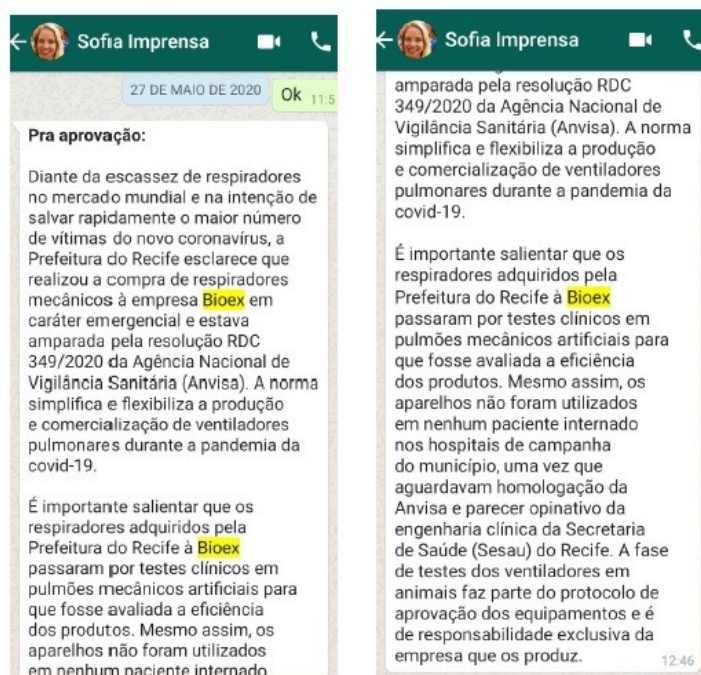 Sofia Imprensa
27 DE MAIO DE 2020
Ok 11:5
Pra aprovação:
Diante da escassez de respiradores
no mercado mundial e na intenção de
salvar rapidamente o maior número
de vítimas do novo coronavírus, a
Prefeitura do Recife esclarece que
realizou a compra de respiradores
mecânicos à empresa Bioex em
caráter emergencial e estava
amparada pela resolução RDC
349/2020 da Agência Nacional de
Vigilância Sanitária (Anvisa). A norma
simplifica e flexibiliza a produção
e comercialização de ventiladores
pulmonares durante a pandemia da
covid-19.
É importante salientar que os
respiradores adquiridos pela
Prefeitura do Recife à Bioex
passaram por testes clínicos em
pulmões mecânicos artificiais para
que fosse avaliada a eficiência
dos produtos. Mesmo assim, os
aparelhos não foram utilizados
em nenhum paciente internado
Sofia Imprensa
amparada pela resolução RDC
349/2020 da Agência Nacional de
Vigilância Sanitária (Anvisa). A norma
simplifica e flexibiliza a produção
e comercialização de ventiladores
pulmonares durante a pandemia da
covid-19.
É importante salientar que os
respiradores adquiridos pela
Prefeitura do Recife à Bioex
passaram por testes clínicos em
pulmões mecânicos artificiais para
que fosse avaliada a eficiência
dos produtos. Mesmo assim, os
aparelhos não foram utilizados
em nenhum paciente internado
nos hospitais de campanha
do município, uma vez que
aguardavam homologação da
Anvisa e parecer opinativo da
engenharia clínica da Secretaria
de Saúde (Sesau) do Recife. A fase
de testes dos ventiladores em
animais faz parte do protocolo de
aprovação dos equipamentos e é
de responsabilidade exclusiva da
empresa que os produz.
12:46